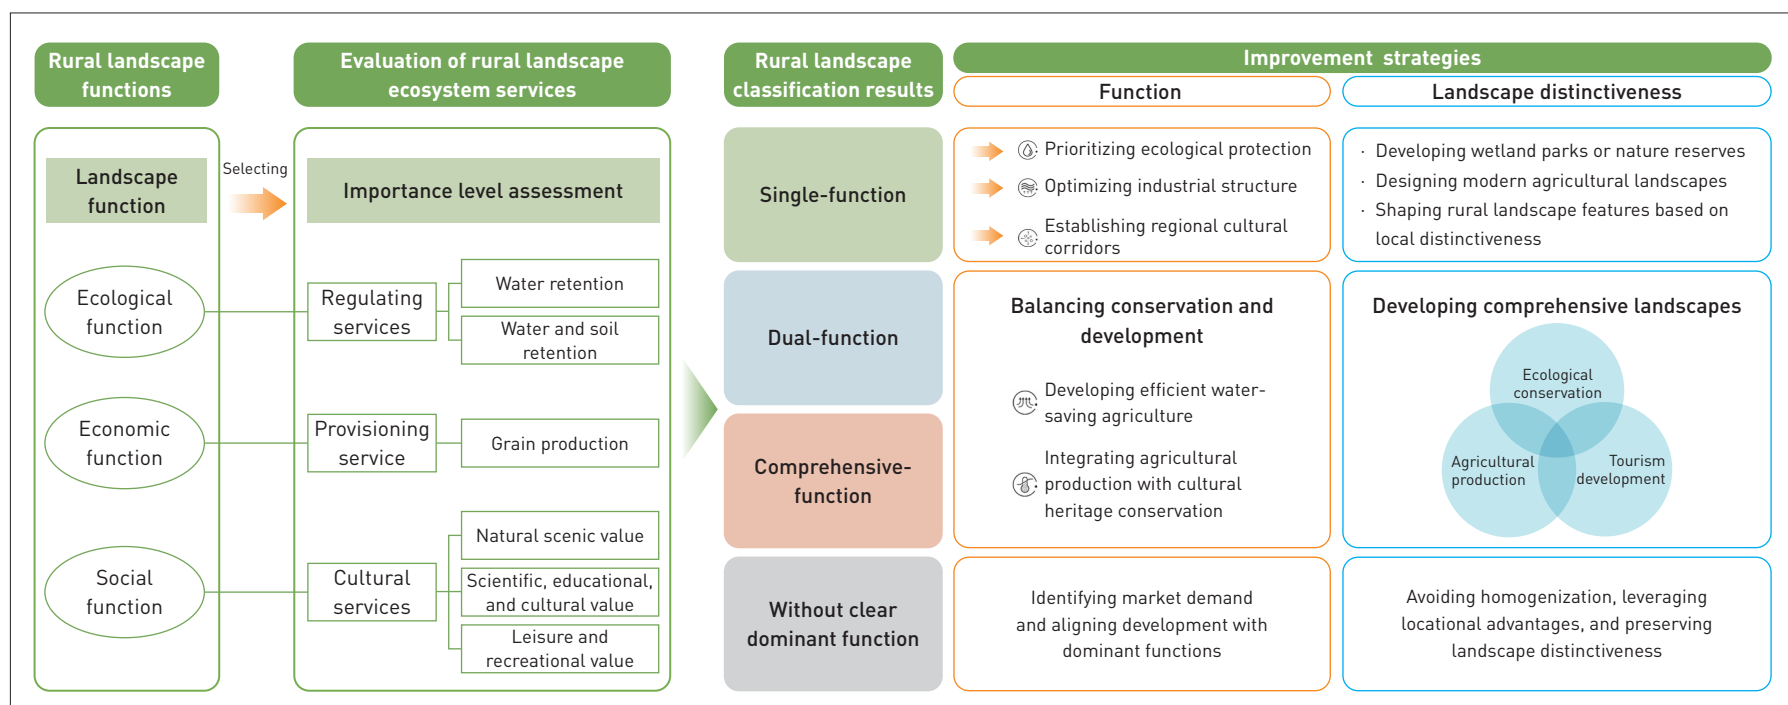 Rural landscape
functions
Evaluation of rural landscape
ecosystem services
Rural landscape
classification results
Improvement strategies
Function
Landscape distinctiveness
Landscape
function
Selecting
Importance level assessment
Ecological
function
Regulating
services
Water retention
Water and soil
retention
Economic
function
Provisioning
service
Grain production
Social
function
Cultural
services
Natural scenic value
Scientific, educational,
and cultural value
Leisure and
recreational value
Single-function
Prioritizing ecological protection
Optimizing industrial structure
Establishing regional cultural
corridors
· Developing wetland parks or nature reserves
· Designing modern agricultural landscapes
· Shaping rural landscape features based on
local distinctiveness
Dual-function
Comprehensive-
function
Balancing conservation and
development
Developing efficient water-
saving agriculture
Integrating agricultural
production with cultural
heritage conservation
Developing comprehensive landscapes
Ecological
conservation
Agricultural
production
Tourism
development
Without clear
dominant function
Identifying market demand
and aligning development with
dominant functions
Avoiding homogenization, leveraging
locational advantages, and preserving
landscape distinctiveness